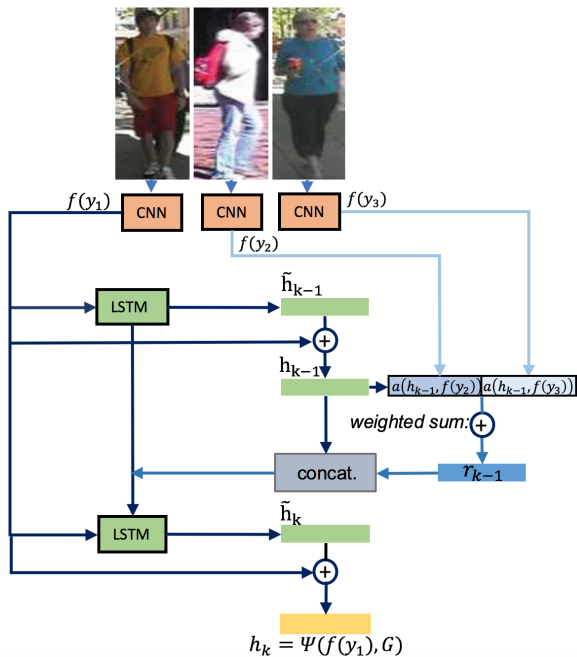 f(y₁)
CNN
CNN
CNN
f(y₃)
f(y₂)
h̃ₖ₋₁
LSTM
+
hₖ₋₁
a(hₖ₋₁, f(y₂))
a(hₖ₋₁, f(y₃))
weighted sum:
+
concat.
rₖ₋₁
h̃ₖ
LSTM
+
hₖ = Ψ(f(y₁), G)